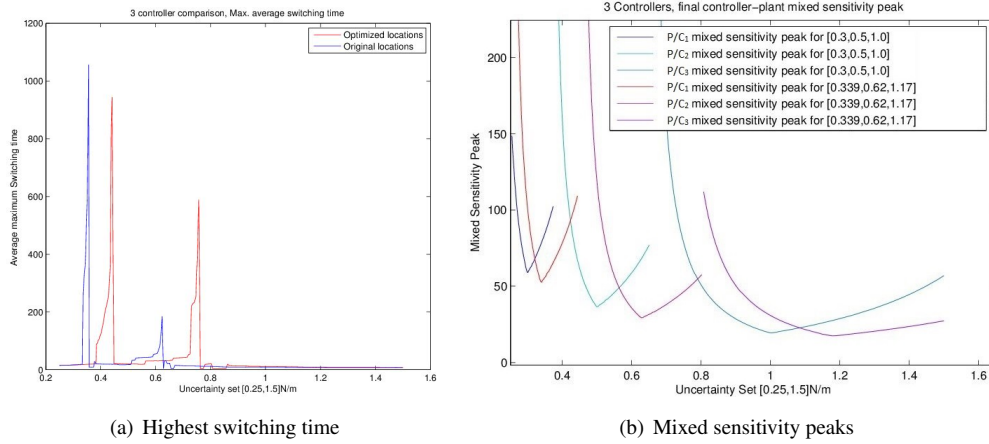 3 controller comparison, Max. average switching time
Optimized locations
Original locations
1200
1000
800
600
400
200
0
Average maximum Switching time
0.2 0.4 0.6 0.8 1 1.2 1.4 1.6
Uncertainty set [0.25,1.5]N/m
(a) Highest switching time
3 Controllers, final controller-plant mixed sensitivity peak
P/C₁ mixed sensitivity peak for [0.3,0.5,1.0]
P/C₂ mixed sensitivity peak for [0.3,0.5,1.0]
P/C₃ mixed sensitivity peak for [0.3,0.5,1.0]
P/C₁ mixed sensitivity peak for [0.339,0.62,1.17]
P/C₂ mixed sensitivity peak for [0.339,0.62,1.17]
P/C₃ mixed sensitivity peak for [0.339,0.62,1.17]
200
150
100
50
0
Mixed Sensitivity Peak
0.4 0.6 0.8 1 1.2 1.4 1.6
Uncertainty Set [0.25,1.5]N/m
(b) Mixed sensitivity peaks